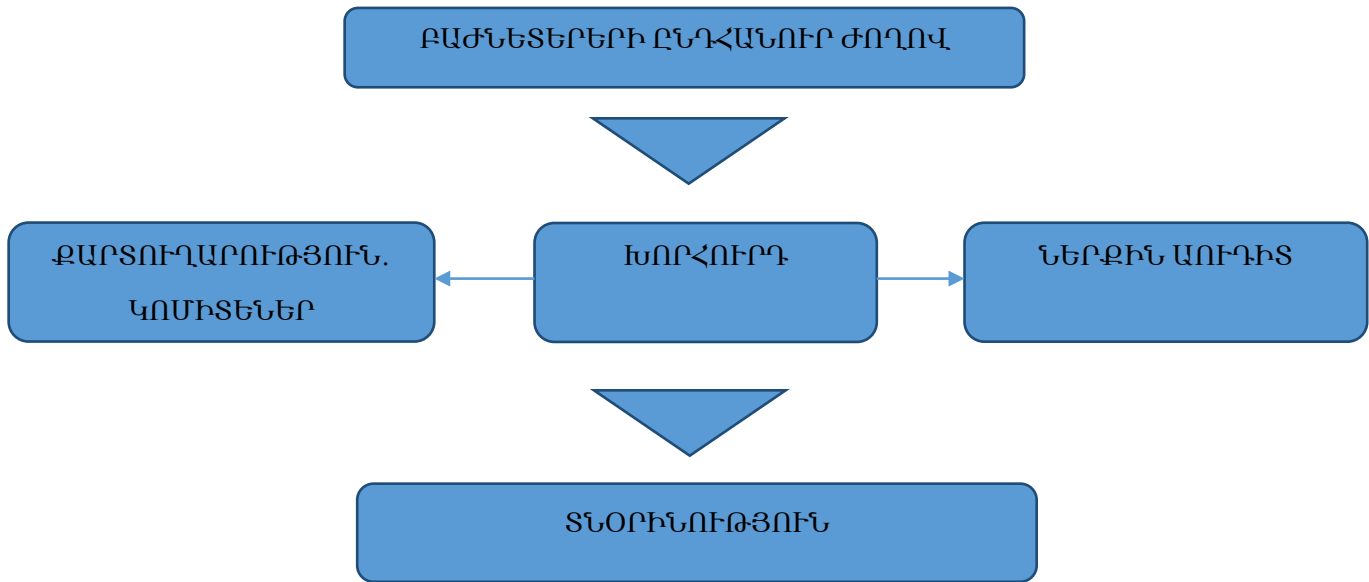 ԲԱԺՆԵՏԵՐԵՐԻ ԸՆԴՀԱՆՈՒՐ ԺՈՂՈՎ
ՔԱՐՏՈՒՂԱՐՈՒԹՅՈՒՆ.
ԿՈՄԻՏԵՆԵՐ
ԽՈՐՀՈՒՐԴ
ՆԵՐՔԻՆ ԱՈՒԴԻՏ
ՏՆՕՐԻՆՈՒԹՅՈՒՆ